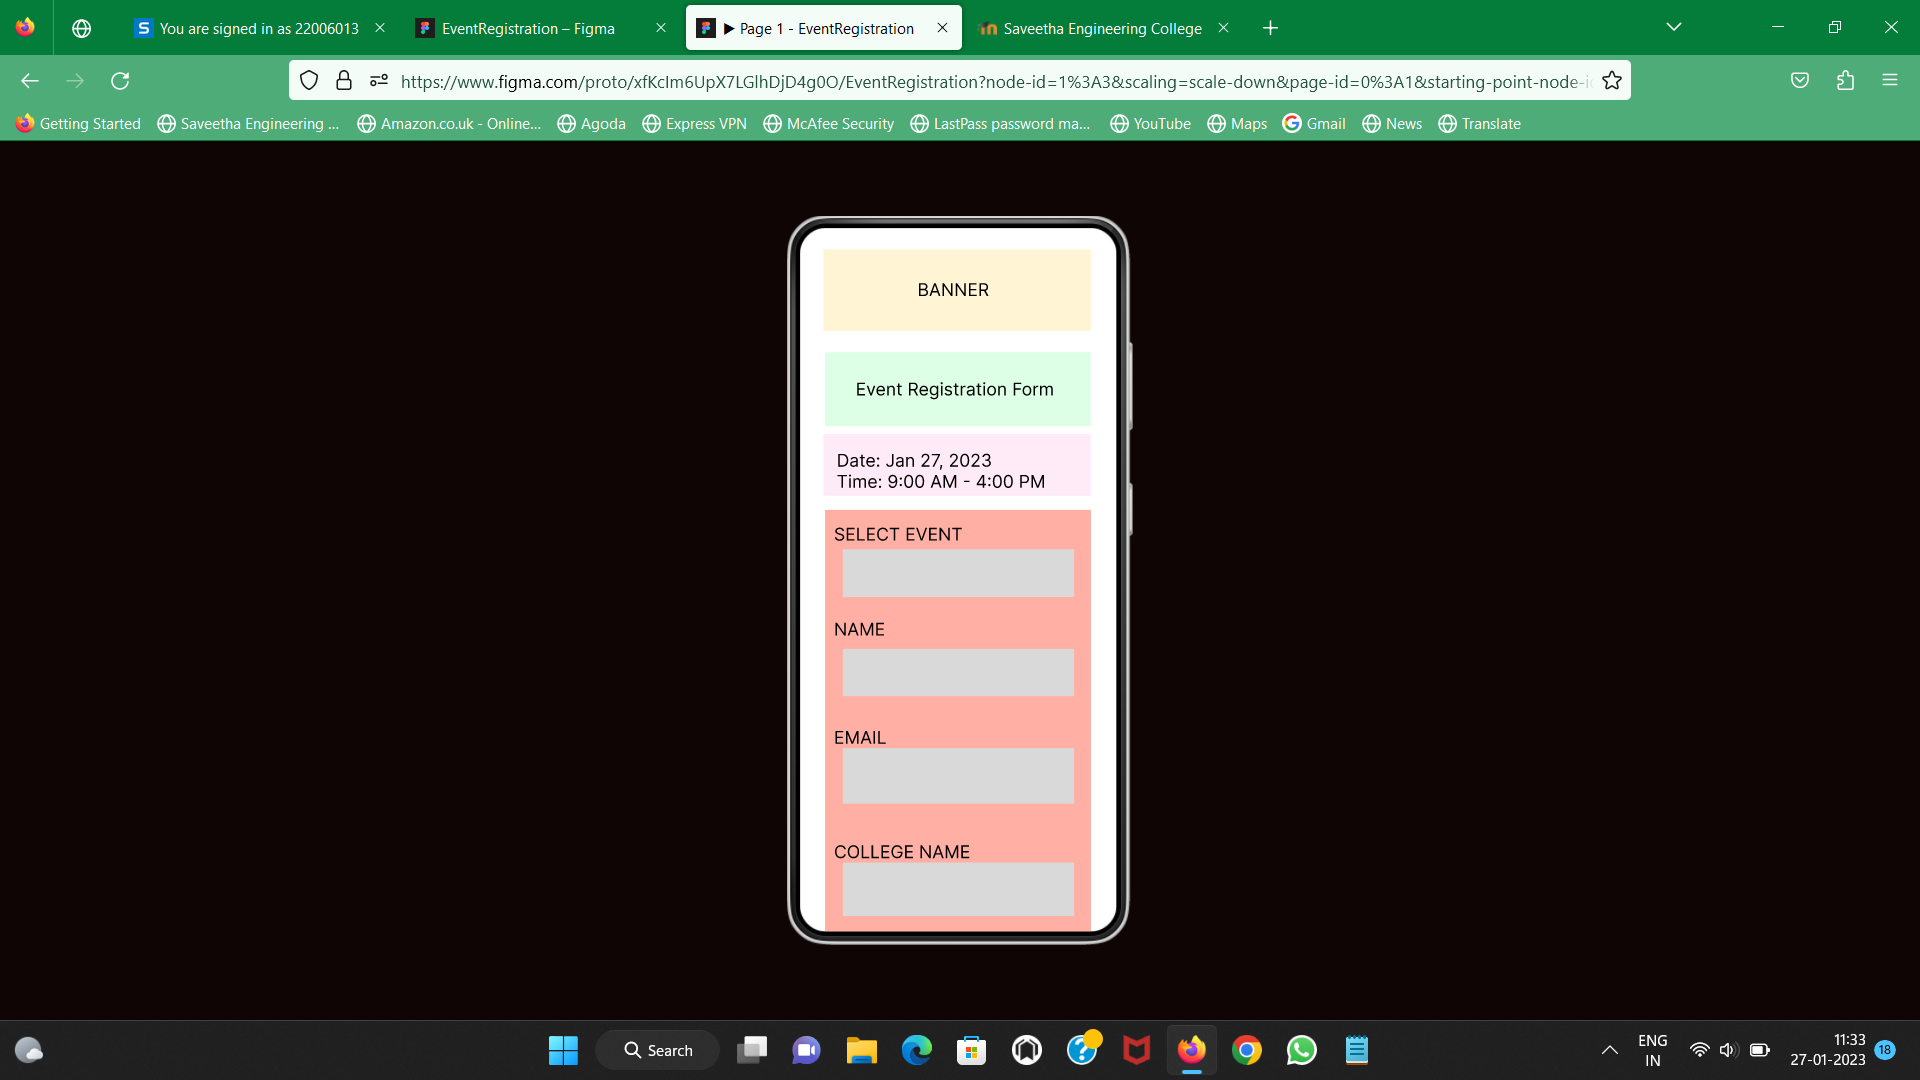 You are signed in as 22006013
EventRegistration – Figma
▶ Page 1 - EventRegistration
Saveetha Engineering College
https://www.figma.com/proto/xfKcIm6UpX7LGlhDjD4g0O/EventRegistration?node-id=1%3A3&scaling=scale-down&page-id=0%3A1&starting-point-node-i
Getting Started
Saveetha Engineering ...
Amazon.co.uk - Online...
Agoda
Express VPN
McAfee Security
LastPass password ma...
YouTube
Maps
Gmail
News
Translate
BANNER
Event Registration Form
Date: Jan 27, 2023
Time: 9:00 AM - 4:00 PM
SELECT EVENT
NAME
EMAIL
COLLEGE NAME
Search
ENG
IN
11:33
27-01-2023
18